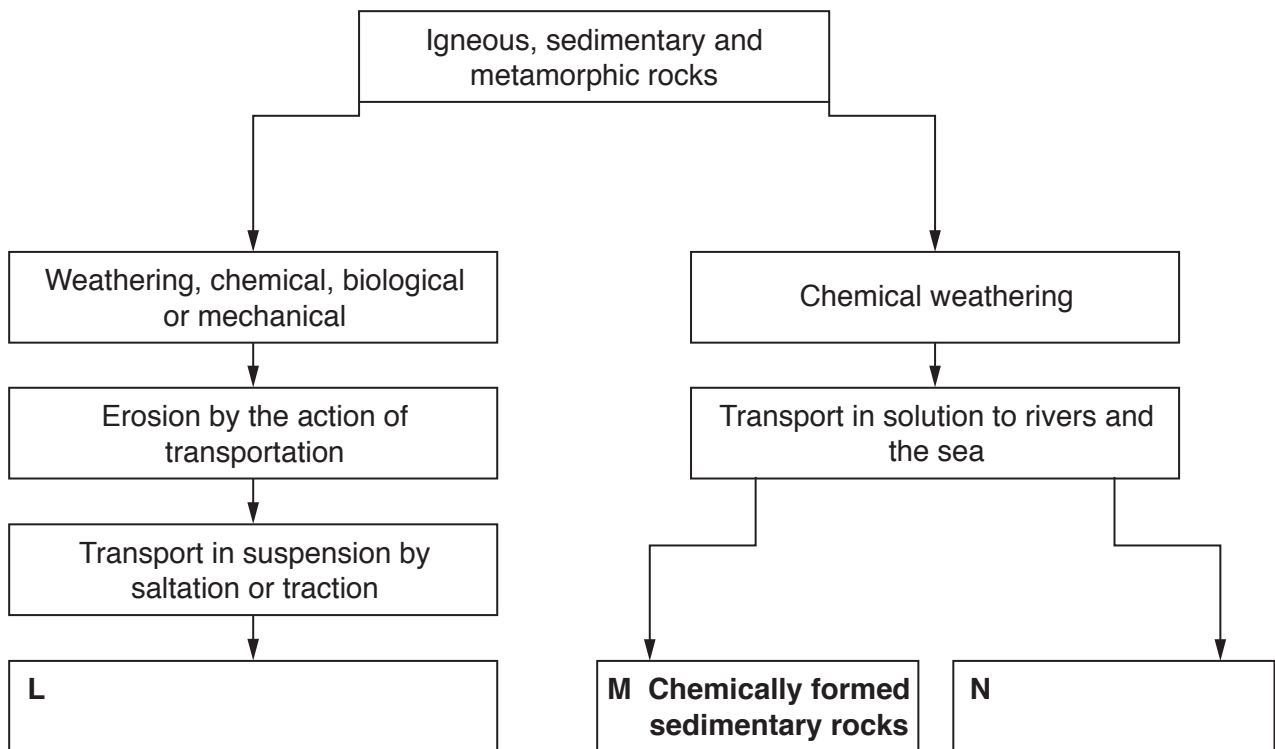 Igneous, sedimentary and
metamorphic rocks
Weathering, chemical, biological
or mechanical
Chemical weathering
Erosion by the action of
transportation
Transport in solution to rivers and
the sea
Transport in suspension by
saltation or traction
L
M Chemically formed
sedimentary rocks
N